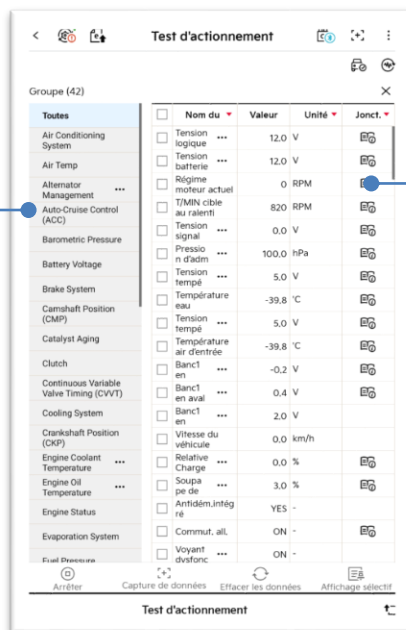 Test d'actionnement
Groupe (42)
Toutes
Air Conditioning
System
Air Temp
Alternator
Management ...
Auto-Cruise Control
(ACC)
Barometric Pressure
Battery Voltage
Brake System
Camshaft Position
(CMP)
Catalyst Aging
Clutch
Continuous Variable
Valve Timing (CVVT)
Cooling System
Crankshaft Position
(CKP)
Engine Coolant
Temperature ...
Engine Oil
Temperature ...
Engine Status
Evaporation System
Fuel Pressure
Nom du Valeur Unité Jonct.
Tension ... 12,0 V
logique
Tension ... 12,0 V
batterie
Régime 0 RPM
moteur actuel
T/MIN cible 820 RPM
au ralenti
Tension ... 0,0 V
signal
Pressio ... 100,0 hPa
n d'adm
Tension ... 5,0 V
tempé
Température -39,8 °C
eau
Tension ... 5,0 V
tempé
Température -39,8 °C
air d'entrée
Banc1 ... -0,2 V
en
Banc1 ... 0,4 V
en aval
Banc1 ... 2,0 V
en
Vitesse du 0,0 km/h
véhicule
Relative ... 0,0 %
Charge
Soupa ... 3,0 %
pe de
Antidém,intég YES -
ré
Commut, all, ON -
Voyant ... ON -
dysfonc
Arrêter Capture de données Effacer les données Affichage sélectif
Test d'actionnement